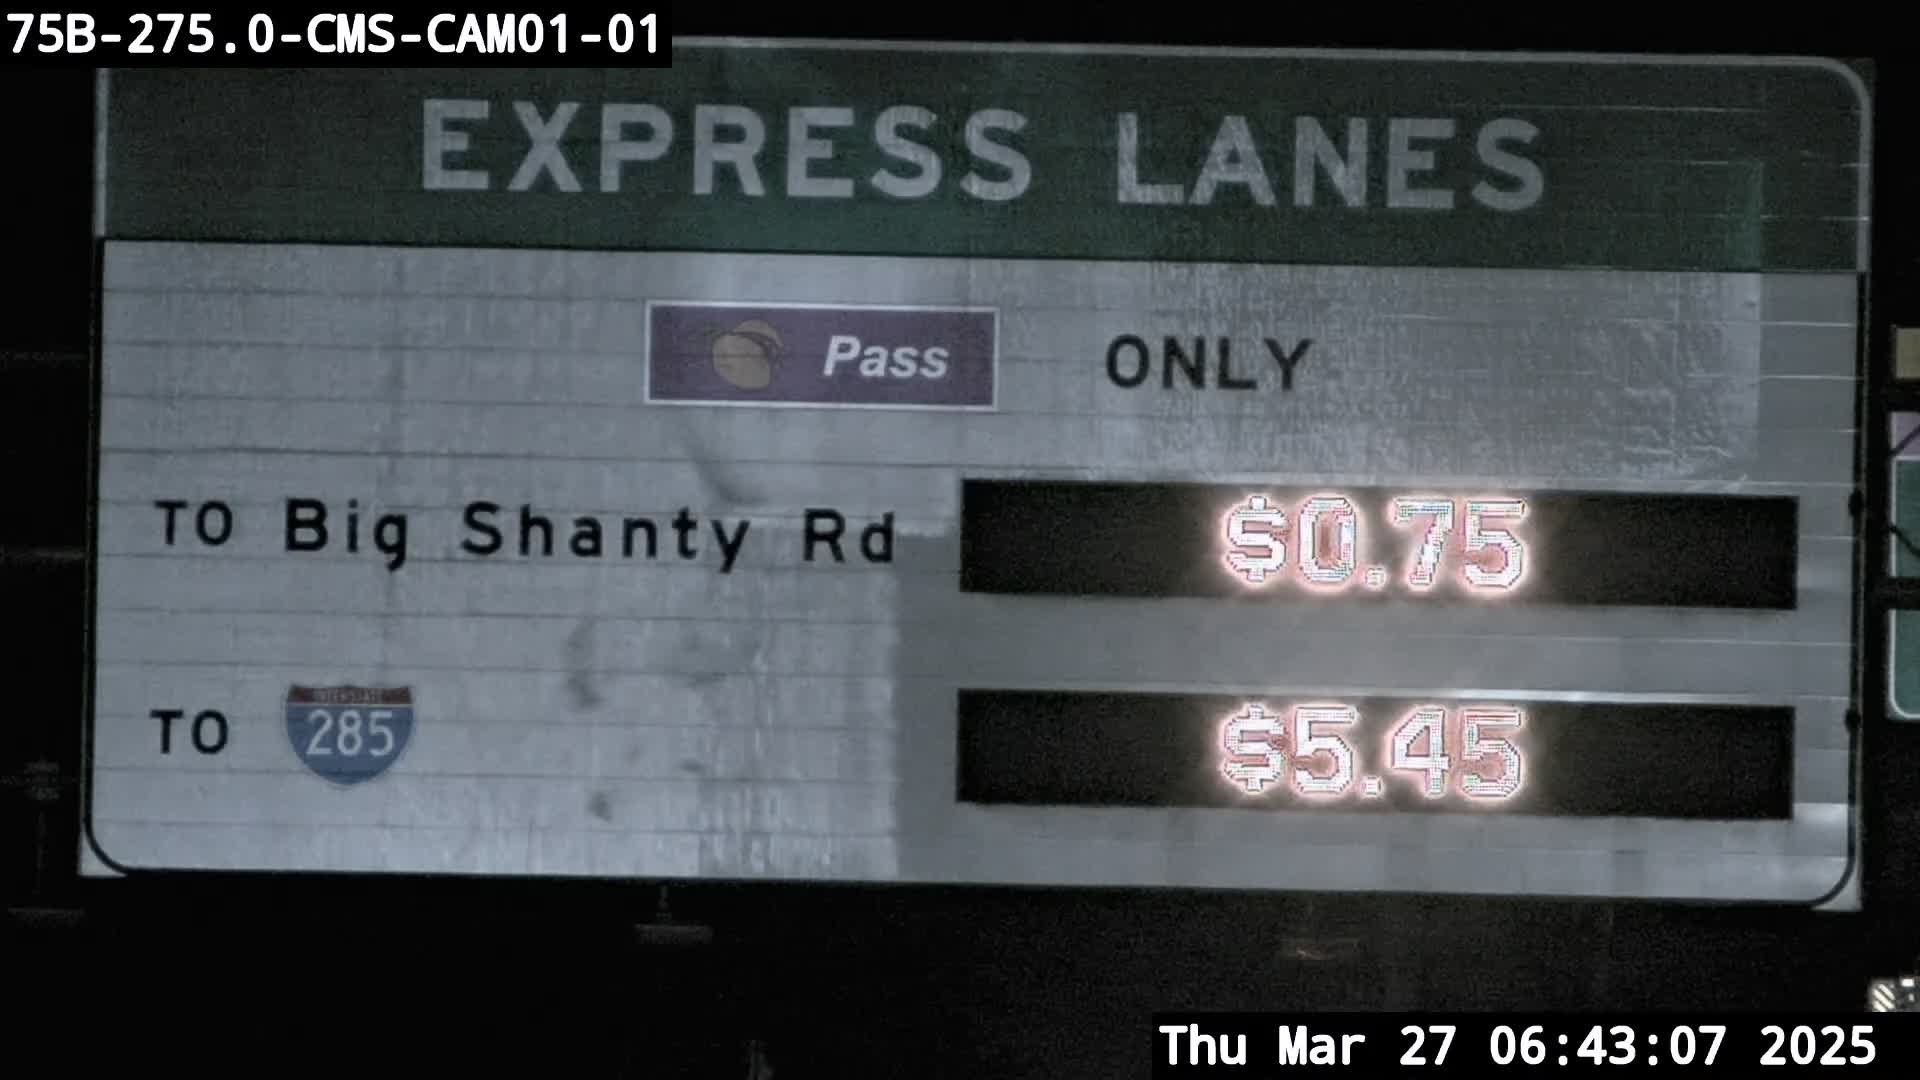 75B-275.0-CMS-CAM01-01
EXPRESS LANES
Pass ONLY
TO Big Shanty Rd $0.75
INTERSTATE
TO 285 $5.45
Thu Mar 27 06:43:07 2025